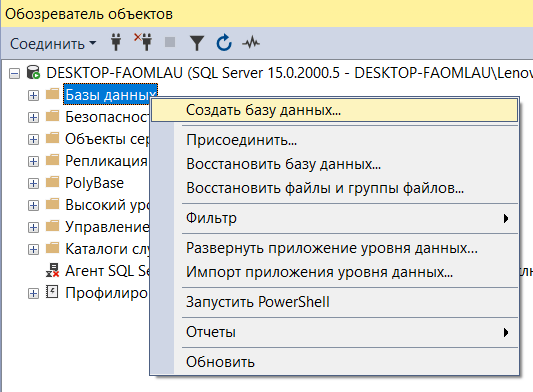 Обозреватель объектов
Соединить
DESKTOP-FAOMLAU (SQL Server 15.0.2000.5 - DESKTOP-FAOMLAU\Lenov
Базы данных
Создать базу данных...
Безопасност
Присоединить...
Объекты сер
Восстановить базу данных...
Репликация
Восстановить файлы и группы файлов...
PolyBase
Высокий уро
Фильтр
Управление
Развернуть приложение уровня данных...
Каталоги слу
Импорт приложения уровня данных...
Агент SQL Se
Профилиро
Запустить PowerShell
Отчеты
Обновить